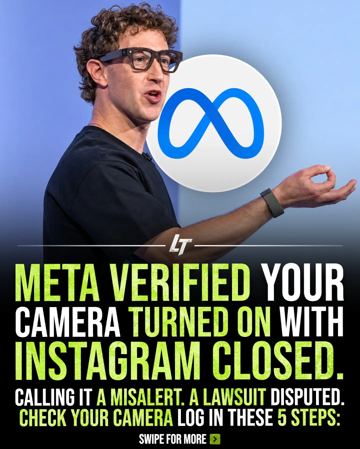 LT
META VERIFIED YOUR
CAMERA TURNED ON WITH
INSTAGRAM CLOSED.
CALLING IT A MISALERT. A LAWSUIT DISPUTED.
CHECK YOUR CAMERA LOG IN THESE 5 STEPS:
SWIPE FOR MORE